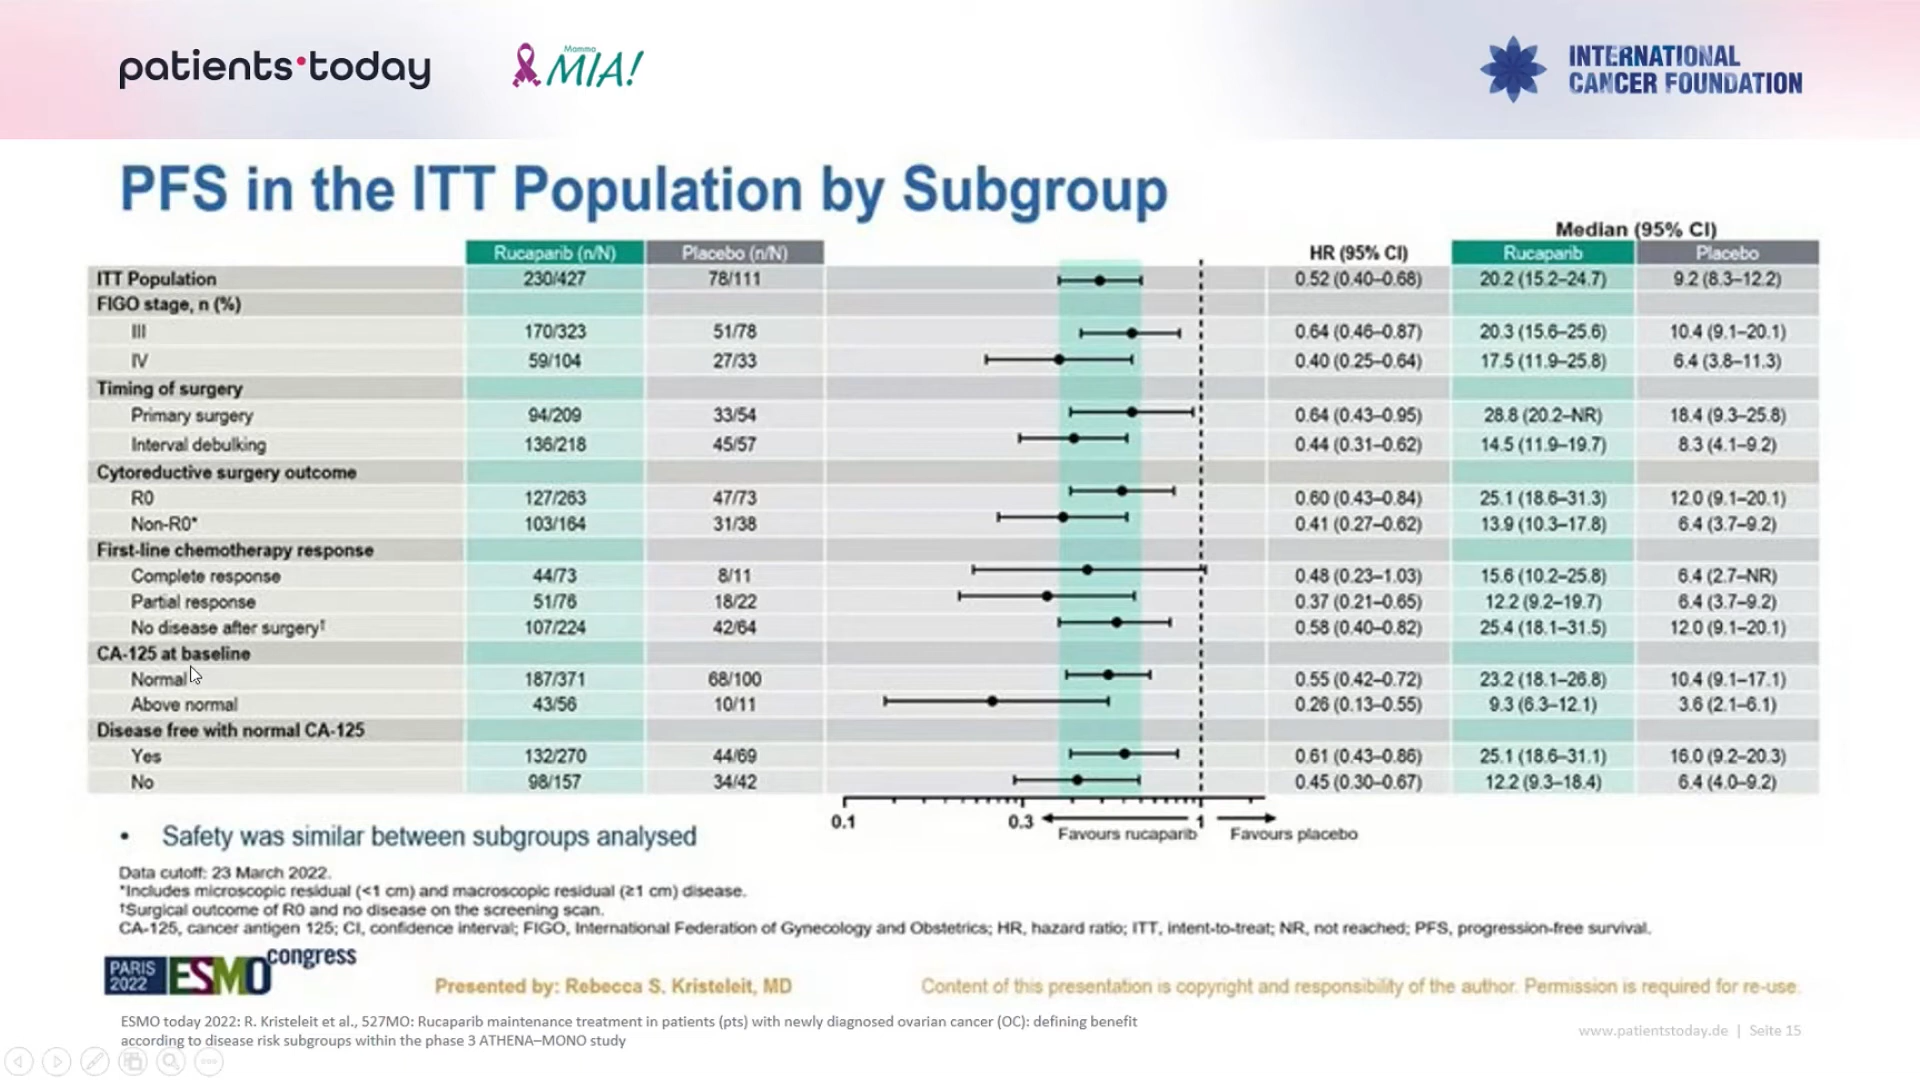 patients·today
Mamma
MIA!
INTERNATIONAL
CANCER FOUNDATION
PFS in the ITT Population by Subgroup
Median (95% CI)
Rucaparib (n/N) Placebo (n/N) HR (95% CI) Rucaparib Placebo
ITT Population 230/427 78/111 0.52 (0.40–0.68) 20.2 (15.2–24.7) 9.2 (8.3–12.2)
FIGO stage, n (%)
III 170/323 51/78 0.64 (0.46–0.87) 20.3 (15.6–25.6) 10.4 (9.1–20.1)
IV 59/104 27/33 0.40 (0.25–0.64) 17.5 (11.9–25.8) 6.4 (3.8–11.3)
Timing of surgery
Primary surgery 94/209 33/54 0.64 (0.43–0.95) 28.8 (20.2–NR) 18.4 (9.3–25.8)
Interval debulking 136/218 45/57 0.44 (0.31–0.62) 14.5 (11.9–19.7) 8.3 (4.1–9.2)
Cytoreductive surgery outcome
R0 127/263 47/73 0.60 (0.43–0.84) 25.1 (18.6–31.3) 12.0 (9.1–20.1)
Non-R0* 103/164 31/38 0.41 (0.27–0.62) 13.9 (10.3–17.8) 6.4 (3.7–9.2)
First-line chemotherapy response
Complete response 44/73 8/11 0.48 (0.23–1.03) 15.6 (10.2–25.8) 6.4 (2.7–NR)
Partial response 51/76 18/22 0.37 (0.21–0.65) 12.2 (9.2–19.7) 6.4 (3.7–9.2)
No disease after surgery† 107/224 42/64 0.58 (0.40–0.82) 25.4 (18.1–31.5) 12.0 (9.1–20.1)
CA-125 at baseline
Normal 187/371 68/100 0.55 (0.42–0.72) 23.2 (18.1–26.8) 10.4 (9.1–17.1)
Above normal 43/56 10/11 0.26 (0.13–0.55) 9.3 (6.3–12.1) 3.6 (2.1–6.1)
Disease free with normal CA-125
Yes 132/270 44/69 0.61 (0.43–0.86) 25.1 (18.6–31.1) 16.0 (9.2–20.3)
No 98/157 34/42 0.45 (0.30–0.67) 12.2 (9.3–18.4) 6.4 (4.0–9.2)
0.1 0.3 1
Favours rucaparib Favours placebo
• Safety was similar between subgroups analysed
Data cutoff: 23 March 2022.
*Includes microscopic residual (<1 cm) and macroscopic residual (≥1 cm) disease.
†Surgical outcome of R0 and no disease on the screening scan.
CA-125, cancer antigen 125; CI, confidence interval; FIGO, International Federation of Gynecology and Obstetrics; HR, hazard ratio; ITT, intent-to-treat; NR, not reached; PFS, progression-free survival.
PARIS
2022
ESMO congress
Presented by: Rebecca S. Kristeleit, MD
Content of this presentation is copyright and responsibility of the author. Permission is required for re-use.
ESMO today 2022: R. Kristeleit et al., 527MO: Rucaparib maintenance treatment in patients (pts) with newly diagnosed ovarian cancer (OC): defining benefit
according to disease risk subgroups within the phase 3 ATHENA–MONO study
www.patientstoday.de | Seite 15